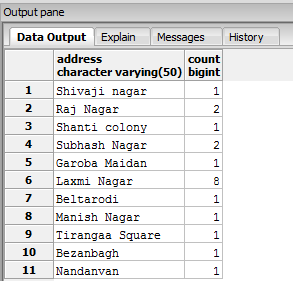 Output pane
Data Output Explain Messages History
address count
character varying(50) bigint
1 Shivaji nagar 1
2 Raj Nagar 2
3 Shanti colony 1
4 Subhash Nagar 2
5 Garoba Maidan 1
6 Laxmi Nagar 8
7 Beltarodi 1
8 Manish Nagar 1
9 Tirangaa Square 1
10 Bezanbagh 1
11 Nandanvan 1